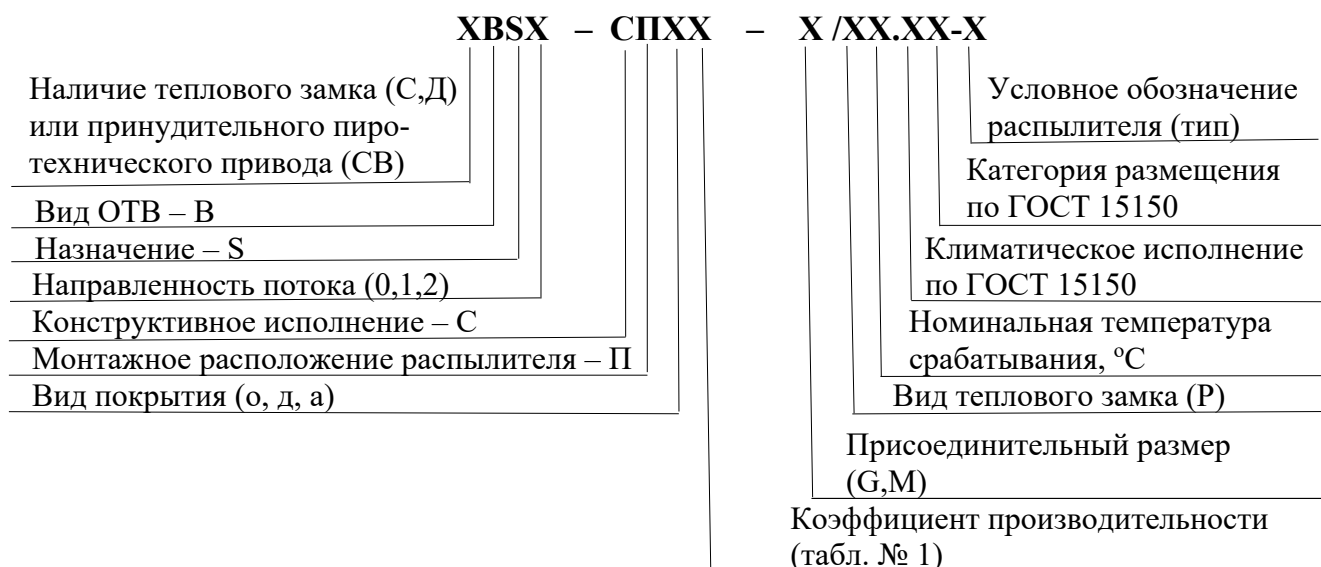 ХВSХ – СПХХ – Х /ХХ.ХХ-Х
Наличие теплового замка (С,Д)
или принудительного пиро-
технического привода (СВ)
Вид ОТВ – В
Назначение – S
Направленность потока (0,1,2)
Конструктивное исполнение – С
Монтажное расположение распылителя – П
Вид покрытия (о, д, а)
Условное обозначение
распылителя (тип)
Категория размещения
по ГОСТ 15150
Климатическое исполнение
по ГОСТ 15150
Номинальная температура
срабатывания, ºС
Вид теплового замка (Р)
Присоединительный размер
(G,M)
Коэффициент производительности
(табл. № 1)